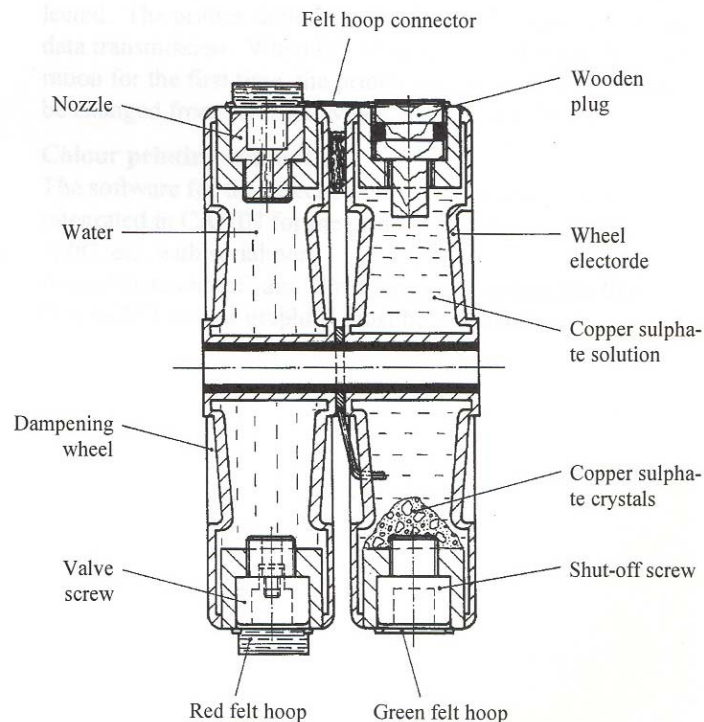 Felt hoop connector
Nozzle
Wooden
plug
Water
Wheel
electorde
Copper sulpha-
te solution
Dampening
wheel
Copper sulpha-
te crystals
Valve
screw
Shut-off screw
Red felt hoop
Green felt hoop